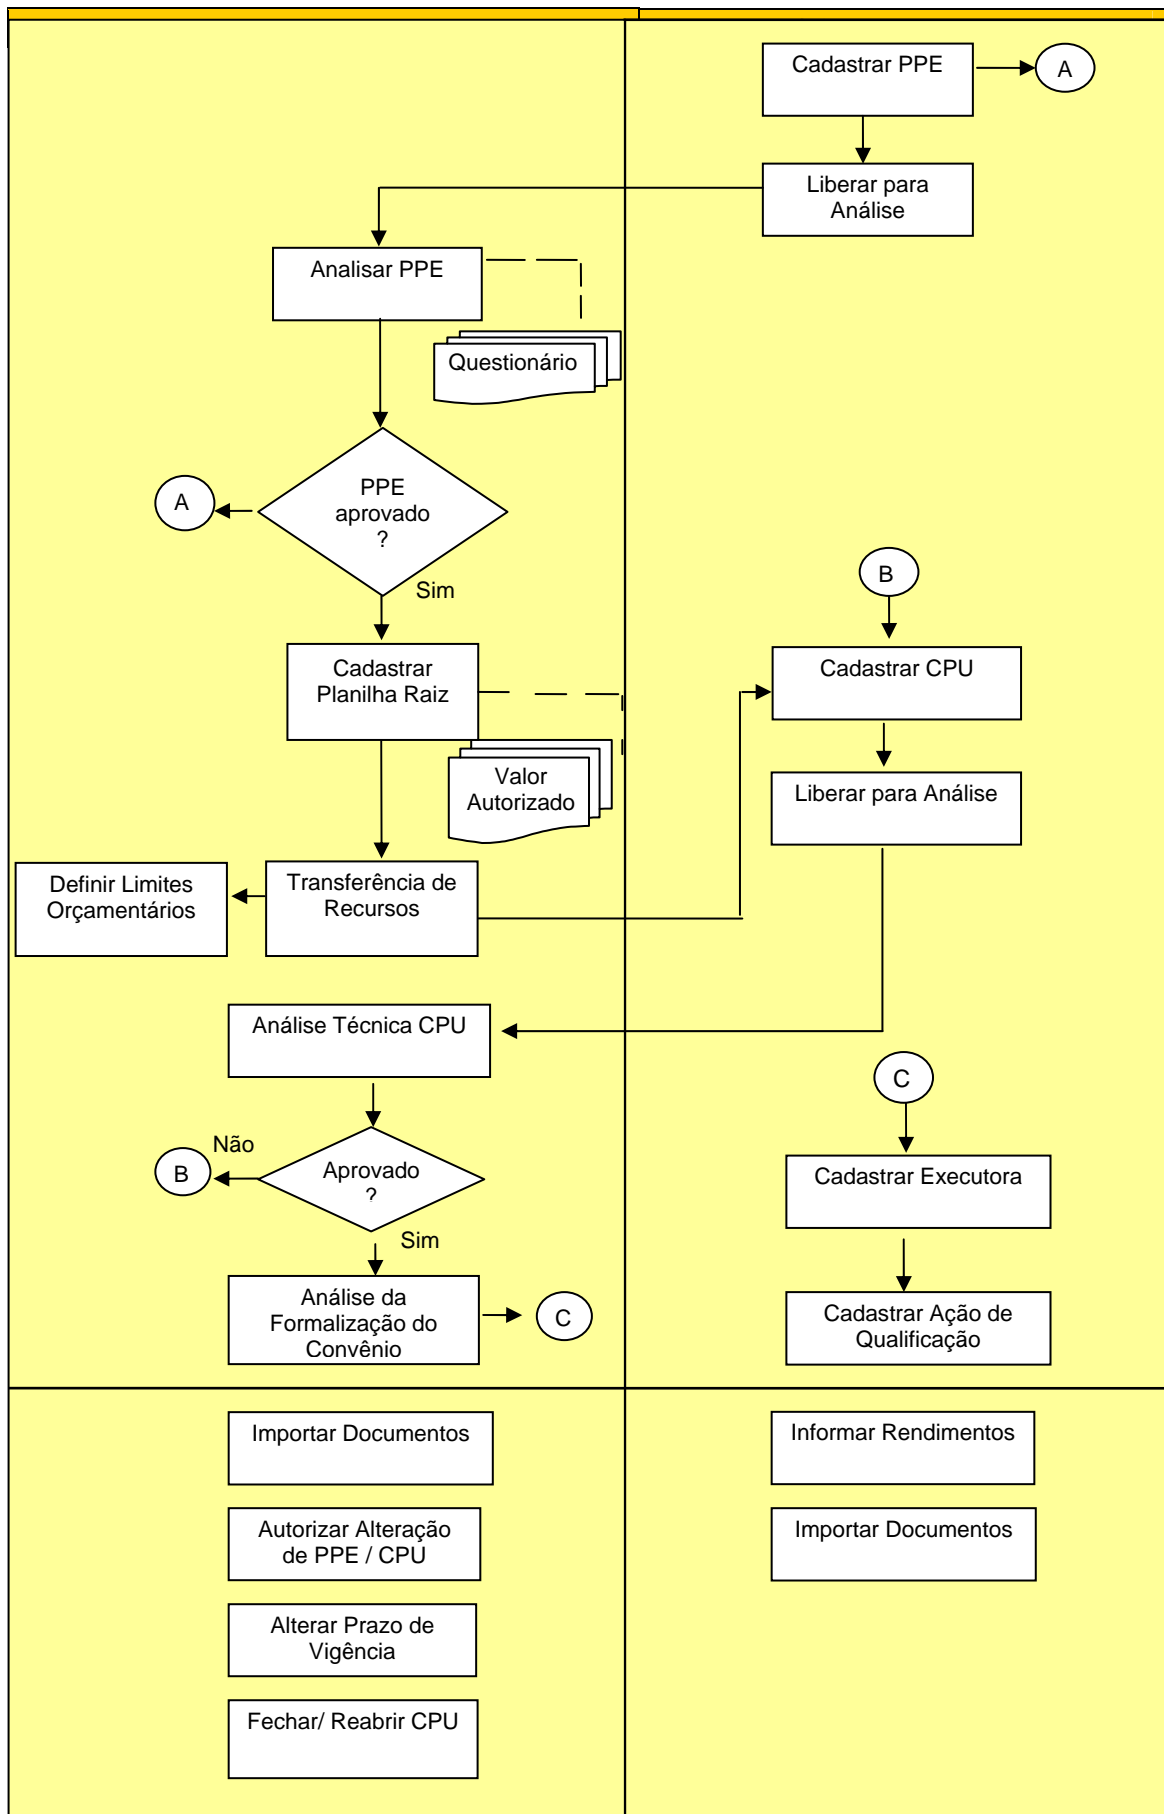 Cadastrar PPE
A
Liberar para
Análise
Analisar PPE
Questionário
PPE
aprovado
?
A
Sim
B
Cadastrar
Planilha Raiz
Cadastrar CPU
Valor
Autorizado
Liberar para Análise
Definir Limites
Orçamentários
Transferência de
Recursos
Análise Técnica CPU
C
Não
B
Aprovado
?
Cadastrar Executora
Sim
Análise da
Formalização do
Convênio
C
Cadastrar Ação de
Qualificação
Importar Documentos
Informar Rendimentos
Autorizar Alteração
de PPE / CPU
Importar Documentos
Alterar Prazo de
Vigência
Fechar/ Reabrir CPU